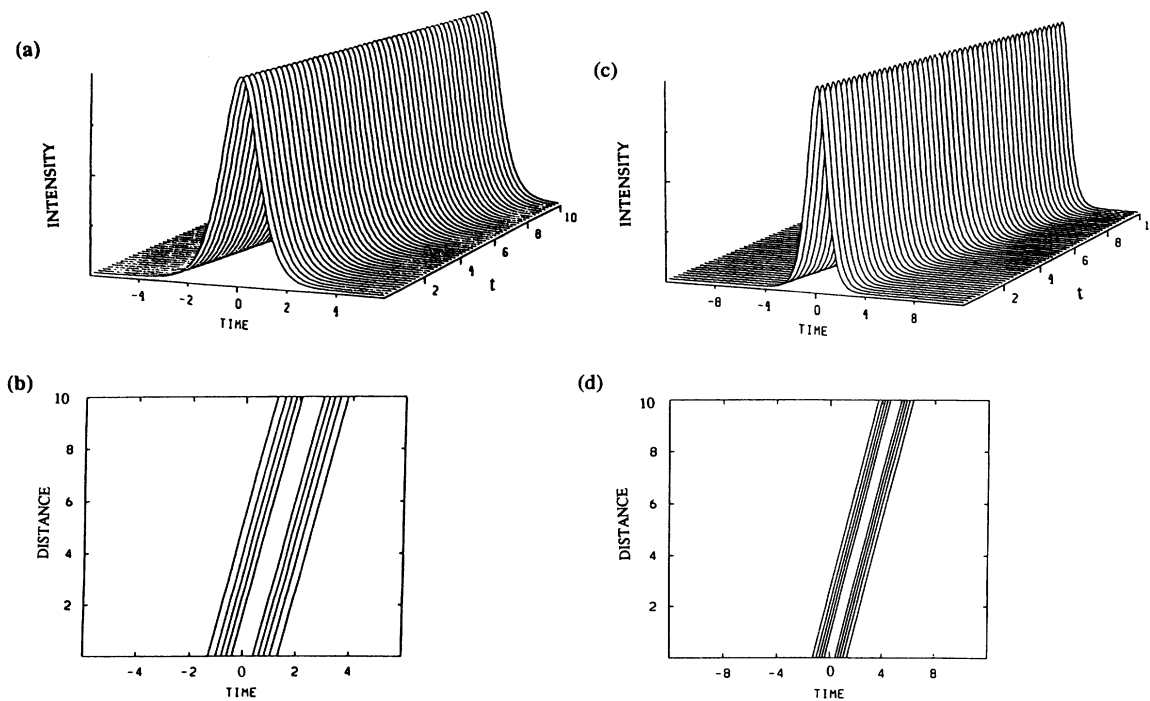 (a)
INTENSITY
-4 -2 0 2 4
TIME
2 4 6 8 10
t
(c)
INTENSITY
-8 -4 0 4 8
TIME
2 4 6 8 1
t
(b)
DISTANCE
10
8
6
4
2
-4 -2 0 2 4
TIME
(d)
DISTANCE
10
8
6
4
2
-8 -4 0 4 8
TIME